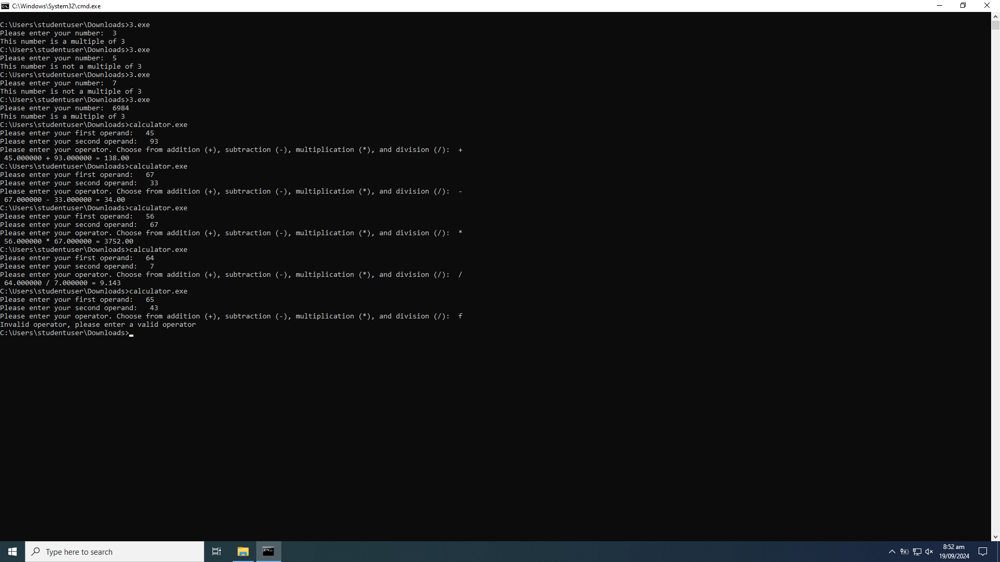 C:\Windows\System32\cmd.exe
C:\Users\studentuser\Downloads>3.exe
Please enter your number:  3
This number is a multiple of 3
C:\Users\studentuser\Downloads>3.exe
Please enter your number:  5
This number is not a multiple of 3
C:\Users\studentuser\Downloads>3.exe
Please enter your number:  7
This number is not a multiple of 3
C:\Users\studentuser\Downloads>3.exe
Please enter your number:  6984
This number is a multiple of 3
C:\Users\studentuser\Downloads>calculator.exe
Please enter your first operand:   45
Please enter your second operand:   93
Please enter your operator. Choose from addition (+), subtraction (-), multiplication (*), and division (/):  +
 45.000000 + 93.000000 = 138.00
C:\Users\studentuser\Downloads>calculator.exe
Please enter your first operand:   67
Please enter your second operand:   33
Please enter your operator. Choose from addition (+), subtraction (-), multiplication (*), and division (/):  -
 67.000000 - 33.000000 = 34.00
C:\Users\studentuser\Downloads>calculator.exe
Please enter your first operand:   56
Please enter your second operand:   67
Please enter your operator. Choose from addition (+), subtraction (-), multiplication (*), and division (/):  *
 56.000000 * 67.000000 = 3752.00
C:\Users\studentuser\Downloads>calculator.exe
Please enter your first operand:   64
Please enter your second operand:   7
Please enter your operator. Choose from addition (+), subtraction (-), multiplication (*), and division (/):  /
 64.000000 / 7.000000 = 9.143
C:\Users\studentuser\Downloads>calculator.exe
Please enter your first operand:   65
Please enter your second operand:   43
Please enter your operator. Choose from addition (+), subtraction (-), multiplication (*), and division (/):  f
Invalid operator, please enter a valid operator
C:\Users\studentuser\Downloads>
Type here to search
8:52 am
19/09/2024